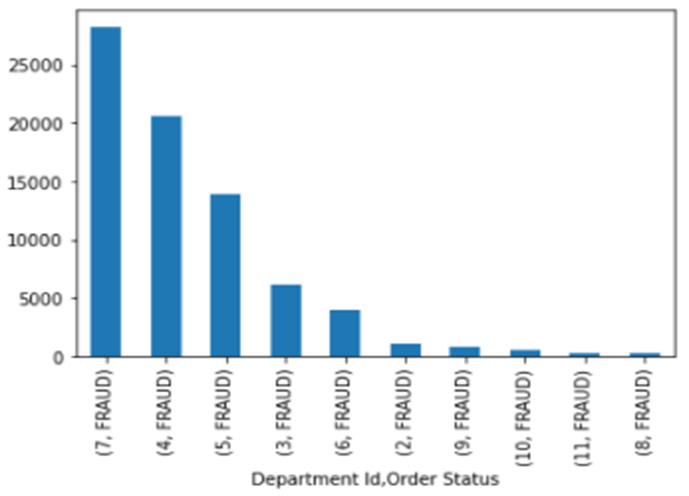 25000
20000
15000
10000
5000
0
(7, FRAUD)
(4, FRAUD)
(5, FRAUD)
(3, FRAUD)
(6, FRAUD)
(2, FRAUD)
(9, FRAUD)
(10, FRAUD)
(11, FRAUD)
(8, FRAUD)
Department Id,Order Status